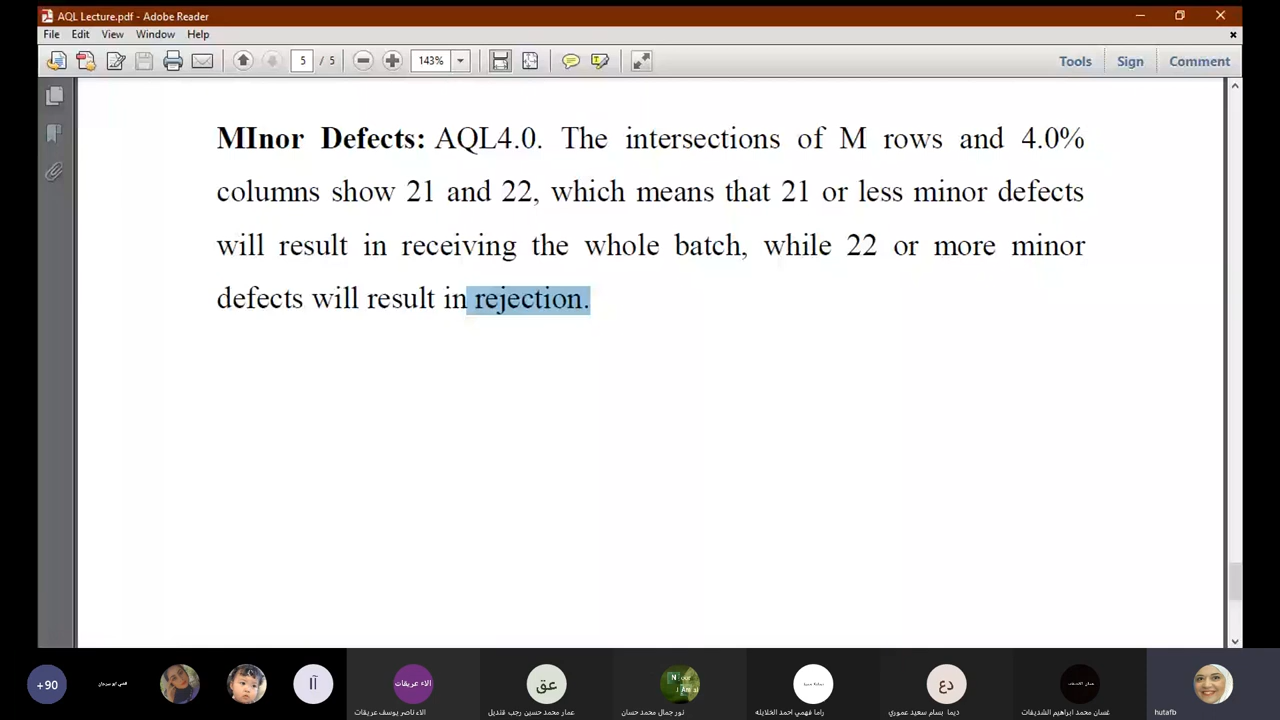 AQL Lecture.pdf - Adobe Reader
File Edit View Window Help
5 / 5 143% Tools Sign Comment
MInor Defects: AQL4.0. The intersections of M rows and 4.0%
columns show 21 and 22, which means that 21 or less minor defects
will result in receiving the whole batch, while 22 or more minor
defects will result in rejection.
+90
آآ
الاء عريقات
عق
دع
الاء ناصر يوسف عريقات
عمار محمد حسين رجب قنديل
نور جمال محمد حسان
راما فهمي احمد الخلايله
ديما بسام سعيد عموري
غسان محمد ابراهيم الشديفات
hutafb